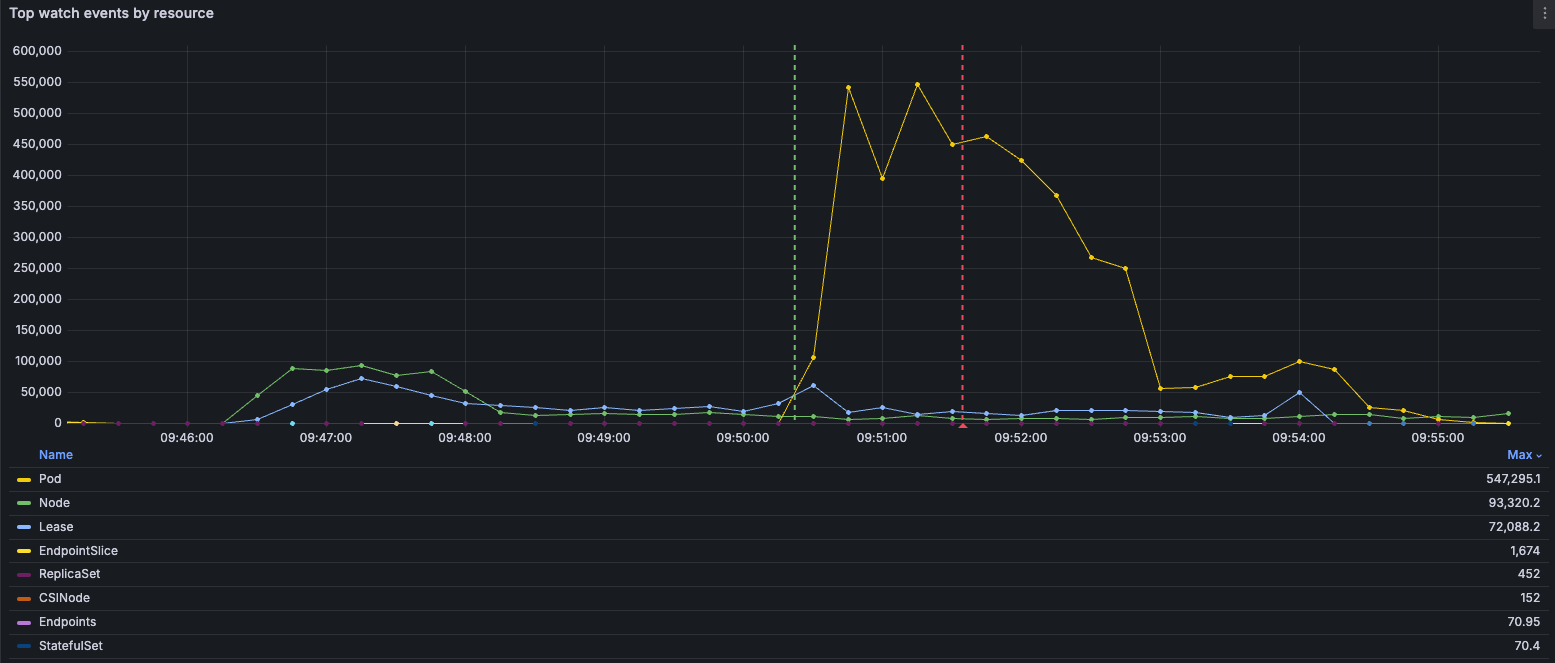 Top watch events by resource
600,000
550,000
500,000
450,000
400,000
350,000
300,000
250,000
200,000
150,000
100,000
50,000
0
09:46:00 09:47:00 09:48:00 09:49:00 09:50:00 09:51:00 09:52:00 09:53:00 09:54:00 09:55:00
Name Max
Pod 547,295.1
Node 93,320.2
Lease 72,088.2
EndpointSlice 1,674
ReplicaSet 452
CSINode 152
Endpoints 70.95
StatefulSet 70.4